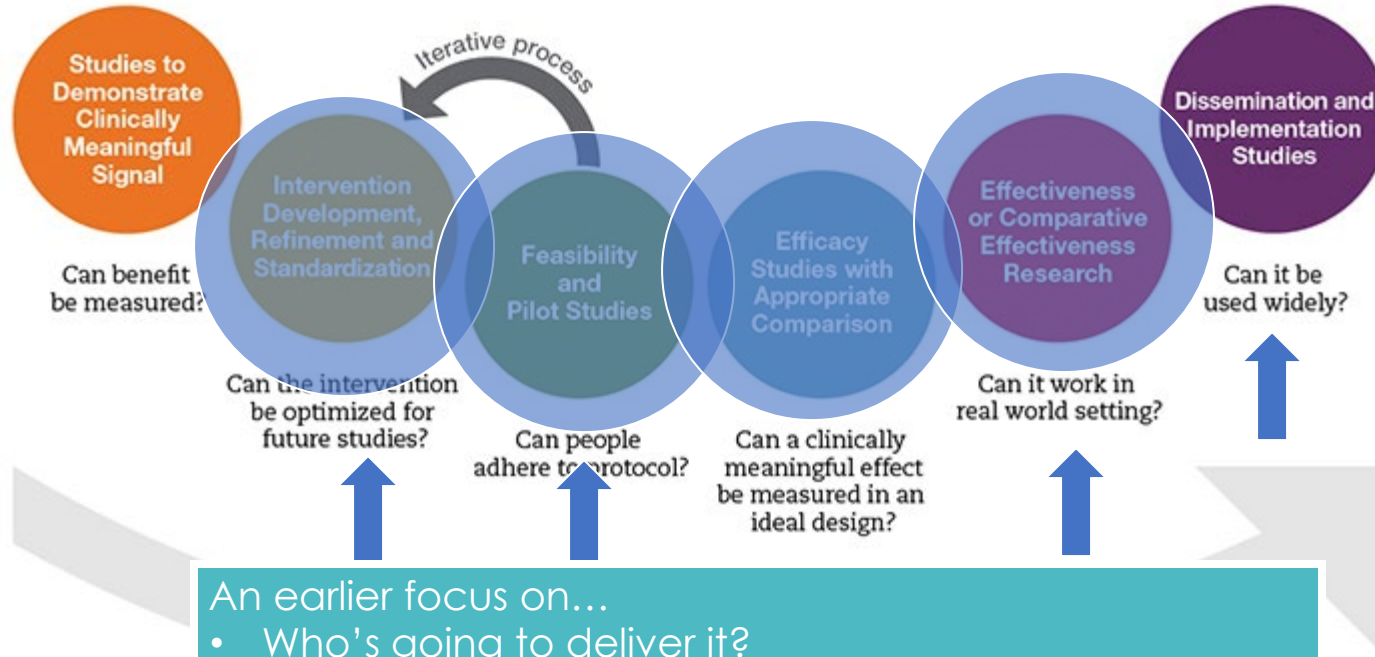 Studies to
Demonstrate
Clinically
Meaningful
Signal
Can benefit
be measured?
Iterative process
Intervention
Development,
Refinement and
Standardization
Can the intervention
be optimized for
future studies?
Feasibility
and
Pilot Studies
Can people
adhere to protocol?
Efficacy
Studies with
Appropriate
Comparison
Can a clinically
meaningful effect
be measured in an
ideal design?
Effectiveness
or Comparative
Effectiveness
Research
Can it work in
real world setting?
Dissemination and
Implementation
Studies
Can it be
used widely?
An earlier focus on...
• Who's going to deliver it?